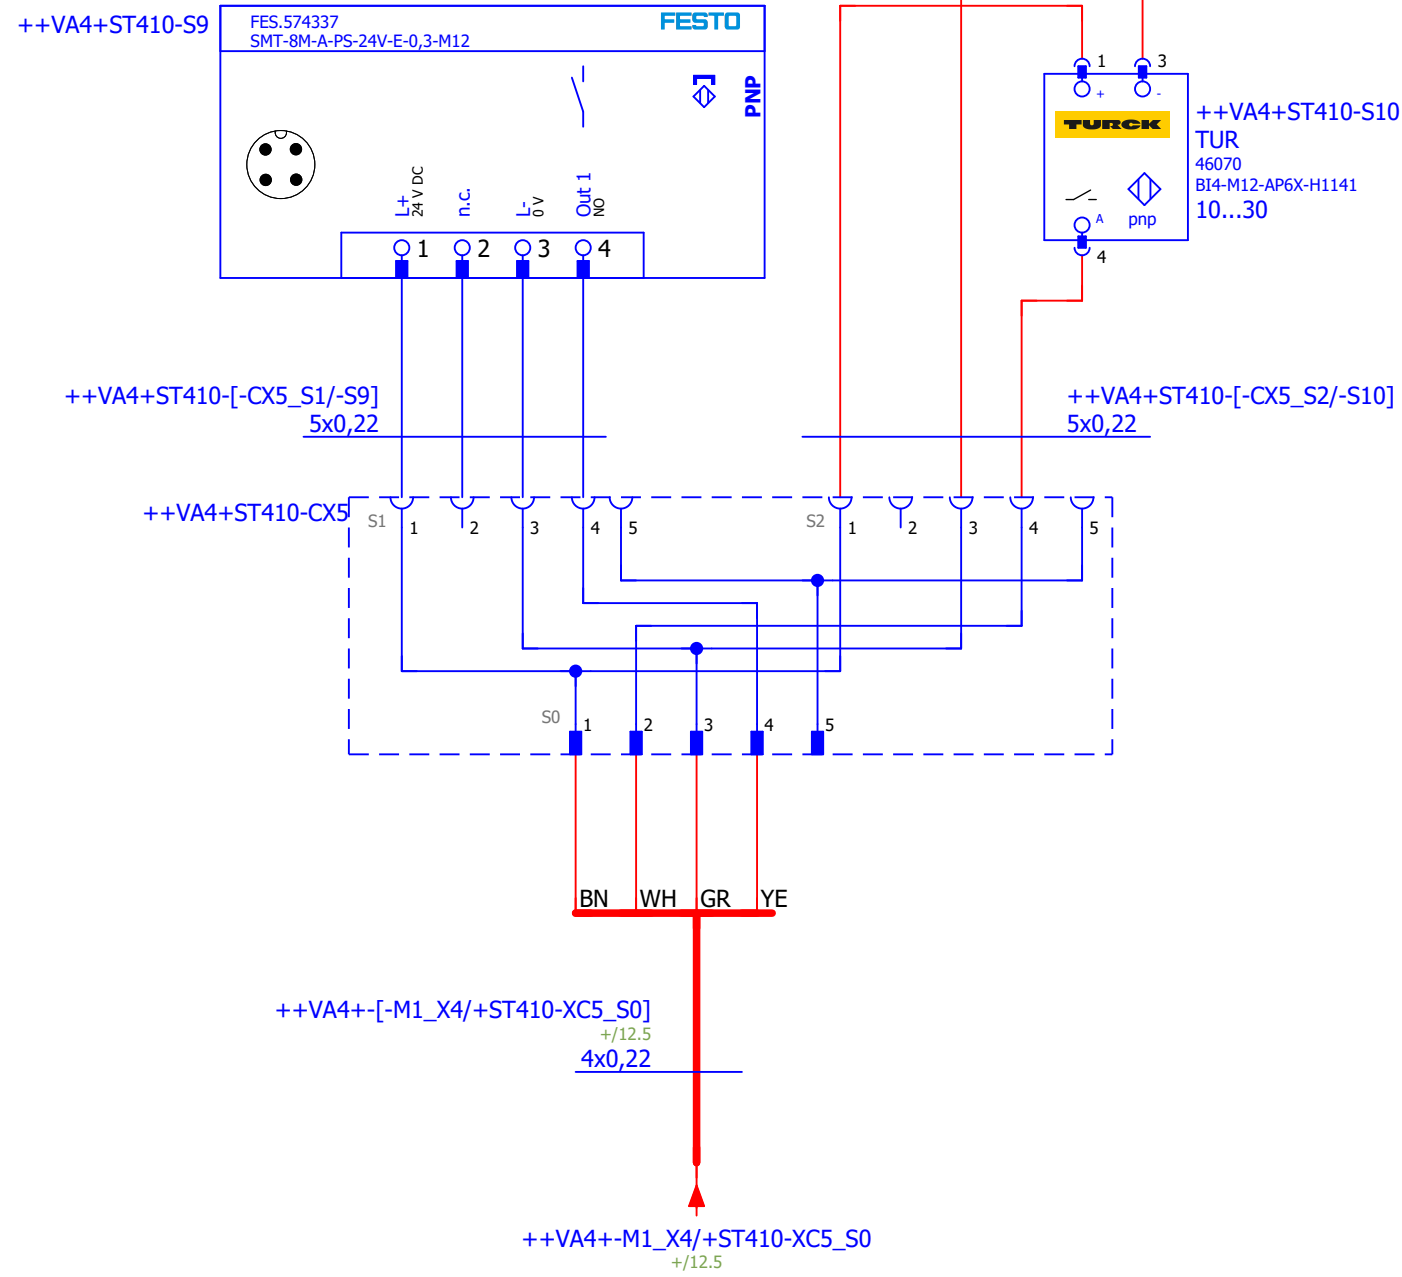 ++VA4+ST410-S9
FES.574337
SMT-8M-A-PS-24V-E-0,3-M12
FESTO
PNP
L+
24 V DC
n.c.
L-
0 V
Out 1
NO
1 2 3 4
1 3
+ -
TURCK
A
pnp
4
++VA4+ST410-S10
TUR
46070
BI4-M12-AP6X-H1141
10...30
++VA4+ST410-[-CX5_S1/-S9]
5x0,22
++VA4+ST410-[-CX5_S2/-S10]
5x0,22
++VA4+ST410-CX5
S1 1 2 3 4 5
S2 1 2 3 4 5
S0 1 2 3 4 5
BN WH GR YE
++VA4+-[-M1_X4/+ST410-XC5_S0]
+/12.5
4x0,22
++VA4+-M1_X4/+ST410-XC5_S0
+/12.5